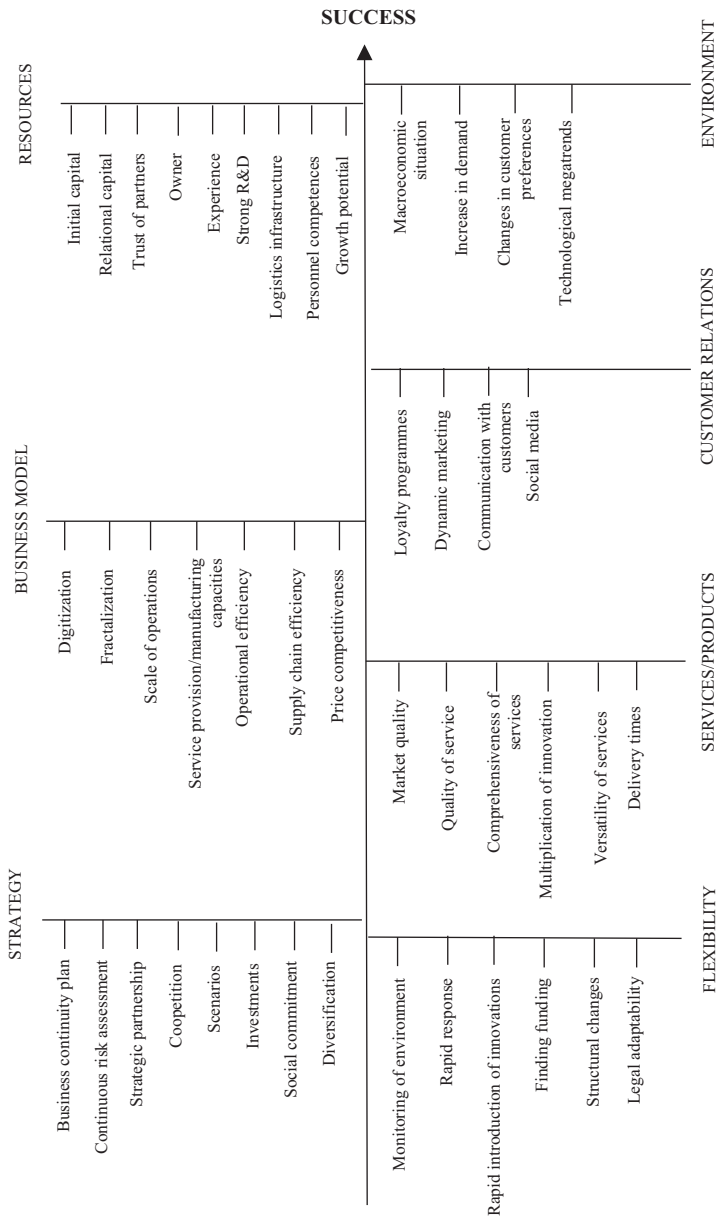 SUCCESS
STRATEGY
Business continuity plan
Continuous risk assessment
Strategic partnership
Coopetition
Scenarios
Investments
Social commitment
Diversification
BUSINESS MODEL
Digitization
Fractalization
Scale of operations
Service provision/manufacturing
capacities
Operational efficiency
Supply chain efficiency
Price competitiveness
RESOURCES
Initial capital
Relational capital
Trust of partners
Owner
Experience
Strong R&D
Logistics infrastructure
Personnel competences
Growth potential
Monitoring of environment
Rapid response
Rapid introduction of innovations
Finding funding
Structural changes
Legal adaptability
FLEXIBILITY
Market quality
Quality of service
Comprehensiveness of
services
Multiplication of innovation
Versatility of services
Delivery times
SERVICES/PRODUCTS
Loyalty programmes
Dynamic marketing
Communication with
customers
Social media
CUSTOMER RELATIONS
Macroeconomic
situation
Increase in demand
Changes in customer
preferences
Technological megatrends
ENVIRONMENT